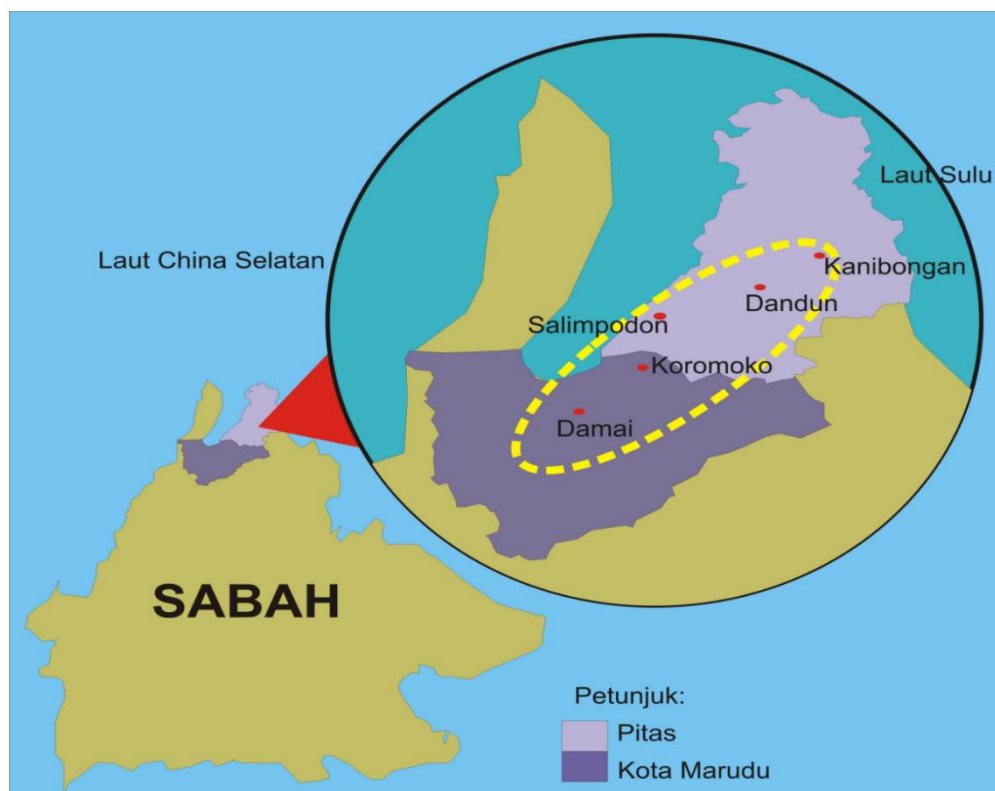 Laut Sulu
Laut China Selatan
Kanibongan
Dandun
Salimpodon
Koromoko
Damai
SABAH
Petunjuk:
Pitas
Kota Marudu